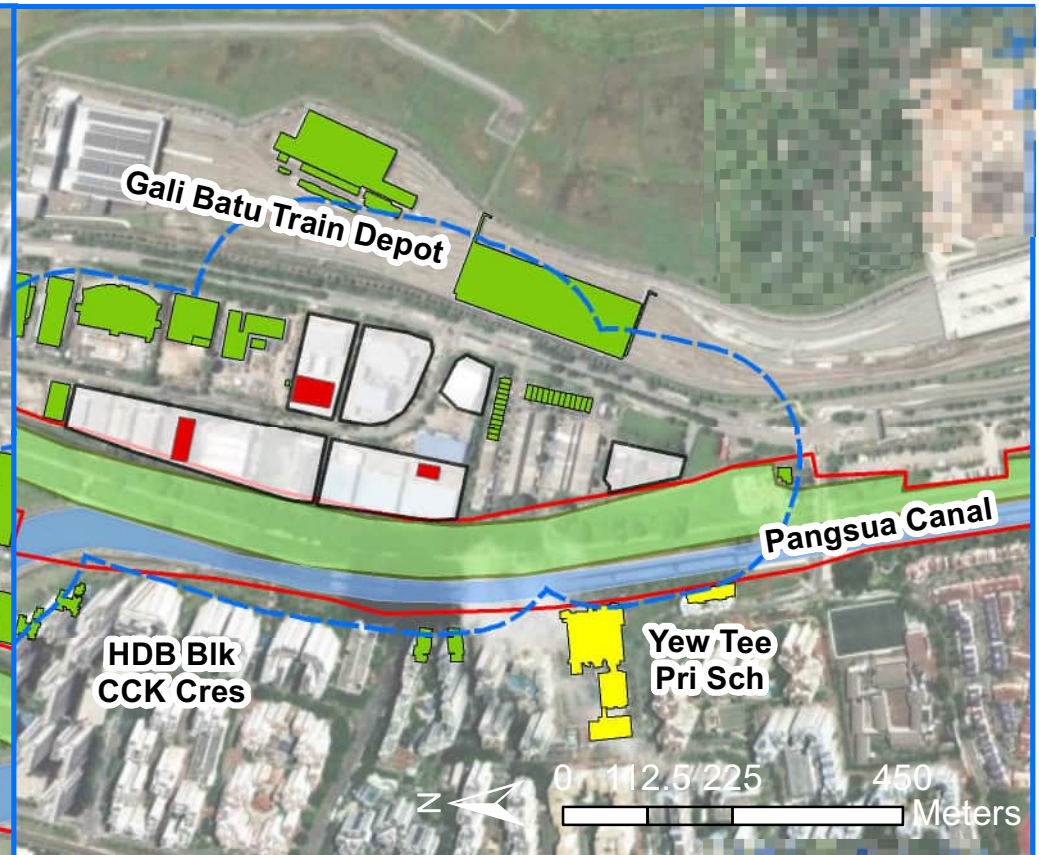 Gali Batu Train Depot
Pangsua Canal
HDB Blk
CCK Cres
Yew Tee
Pri Sch
0 112.5 225 450
N
Meters